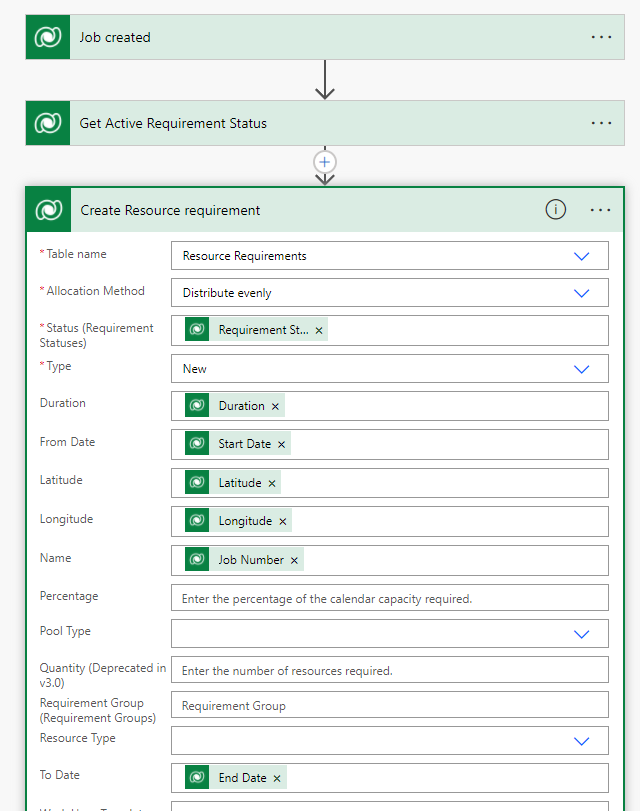 Job created
Get Active Requirement Status
Create Resource requirement
* Table name
Resource Requirements
* Allocation Method
Distribute evenly
* Status (Requirement
Statuses)
Requirement St... ×
* Type
New
Duration
Duration ×
From Date
Start Date ×
Latitude
Latitude ×
Longitude
Longitude ×
Name
Job Number ×
Percentage
Enter the percentage of the calendar capacity required.
Pool Type
Quantity (Deprecated in
v3.0)
Enter the number of resources required.
Requirement Group
(Requirement Groups)
Requirement Group
Resource Type
To Date
End Date ×